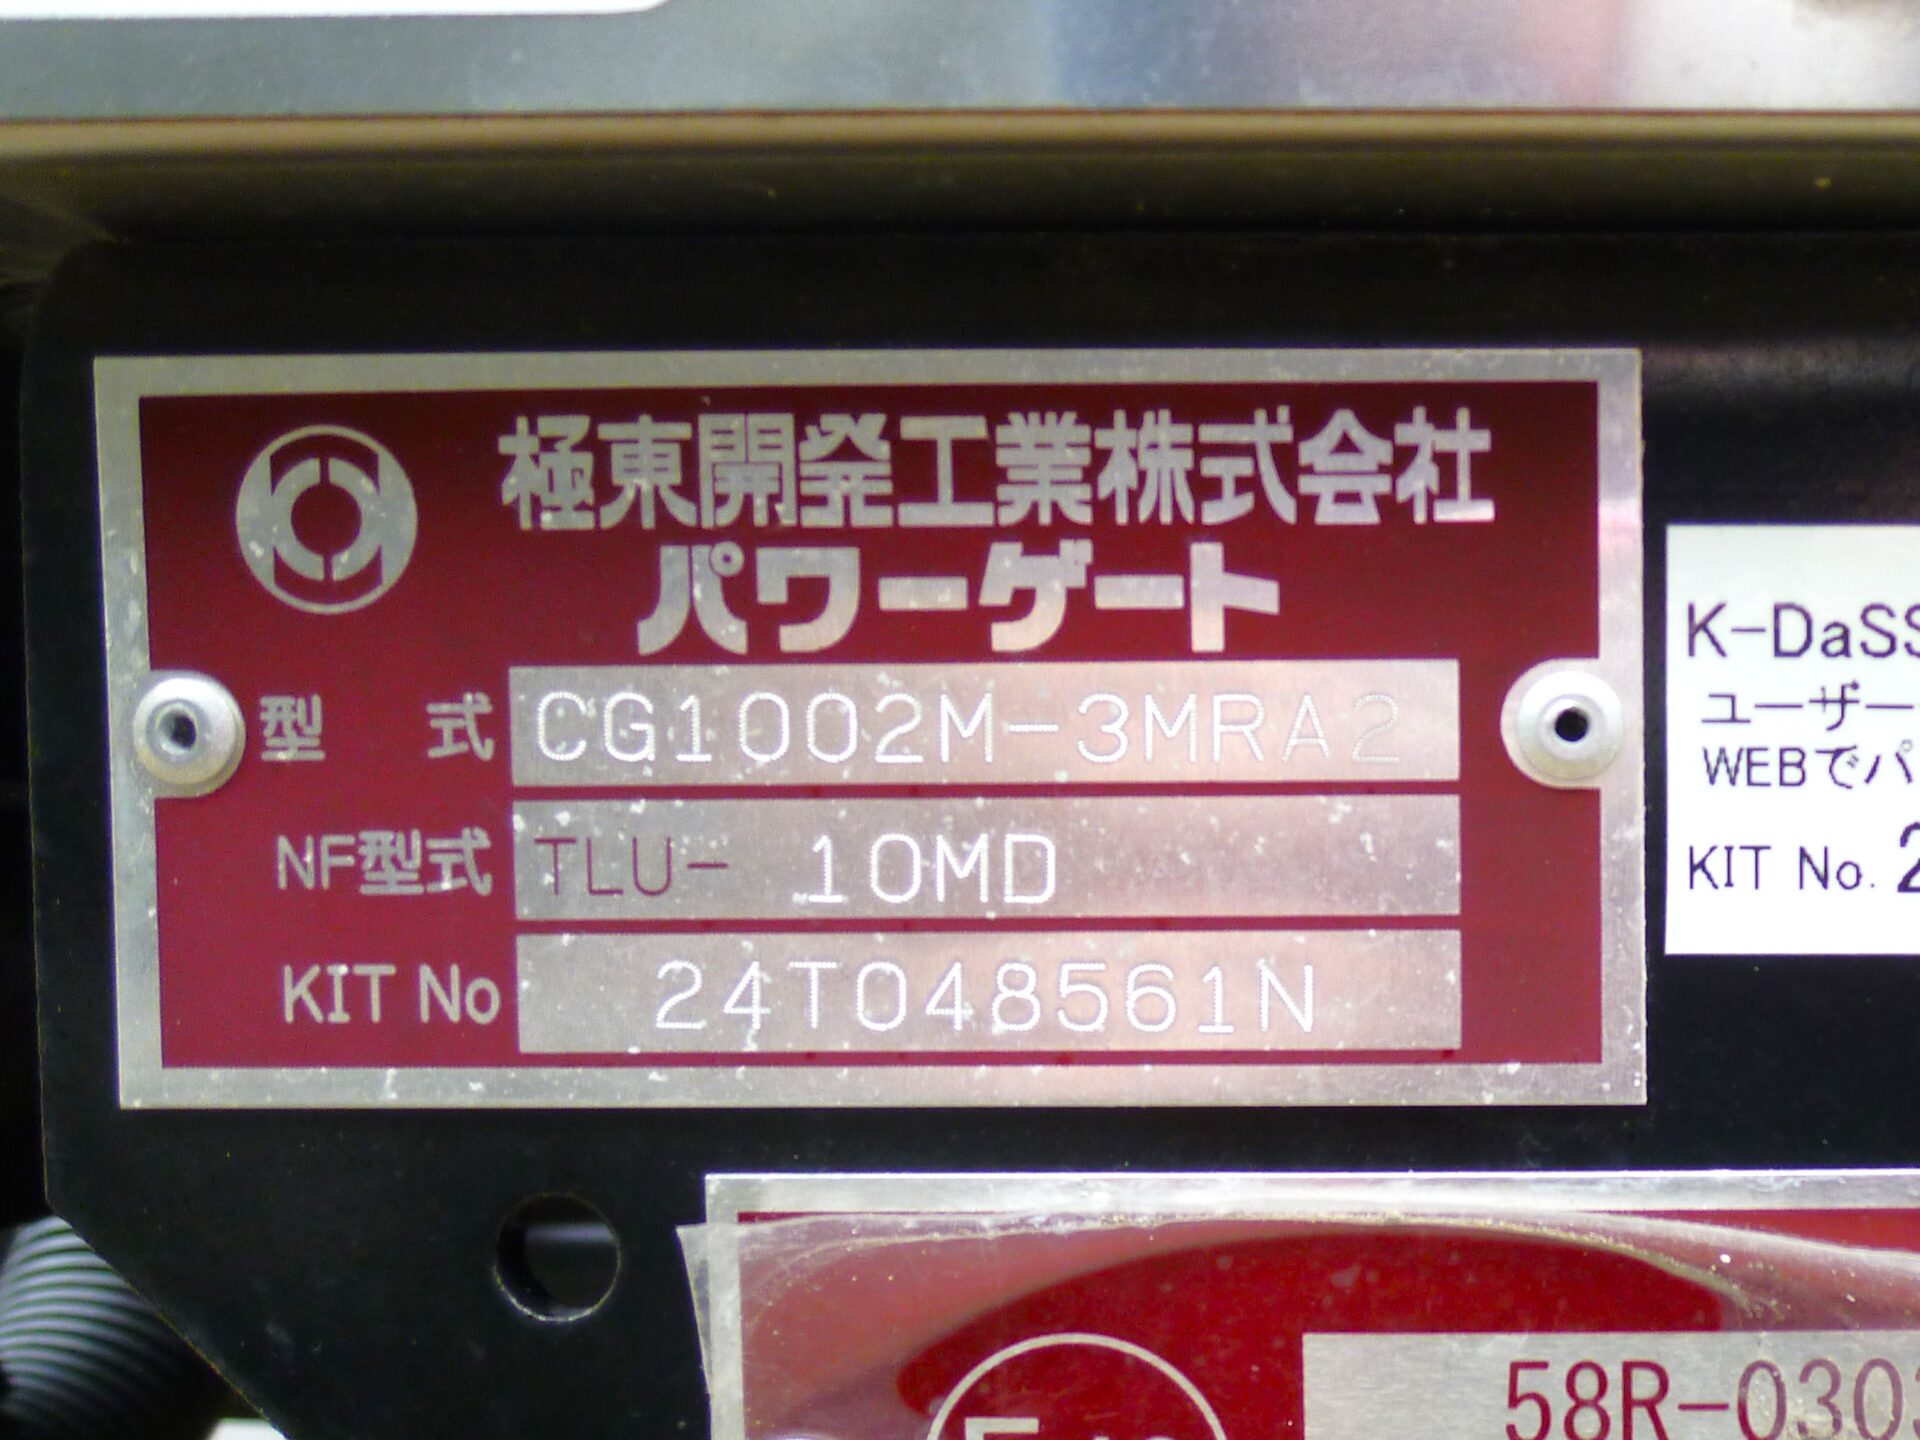 極東開発工業株式会社
パワーゲート
型 式 CG1002M-3MRA2
NF型式 TLU- 10MD
KIT No 24T048561N
K-DaSS
ユーザー
WEBでパ
KIT No. 2
58R-0303